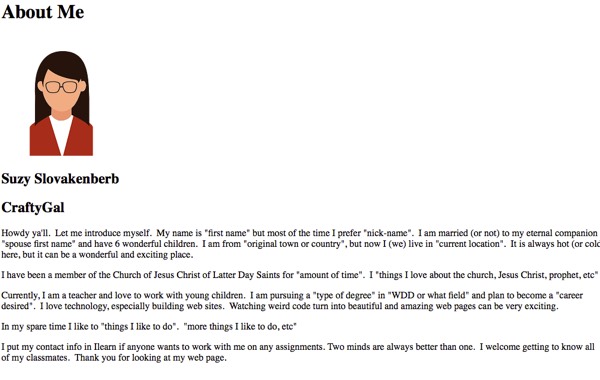 About Me
Suzy Slovakenberb
CraftyGal
Howdy ya'll. Let me introduce myself. My name is "first name" but most of the time I prefer "nick-name". I am married (or not) to my eternal companion
"spouse first name" and have 6 wonderful children. I am from "original town or country", but now I (we) live in "current location". It is always hot (or cold
here, but it can be a wonderful and exciting place.
I have been a member of the Church of Jesus Christ of Latter Day Saints for "amount of time". I "things I love about the church, Jesus Christ, prophet, etc"
Currently, I am a teacher and love to work with young children. I am pursuing a "type of degree" in "WDD or what field" and plan to become a "career
desired". I love technology, especially building web sites. Watching weird code turn into beautiful and amazing web pages can be very exciting.
In my spare time I like to "things I like to do". "more things I like to do, etc"
I put my contact info in Ilearn if anyone wants to work with me on any assignments. Two minds are always better than one. I welcome getting to know all
of my classmates. Thank you for looking at my web page.